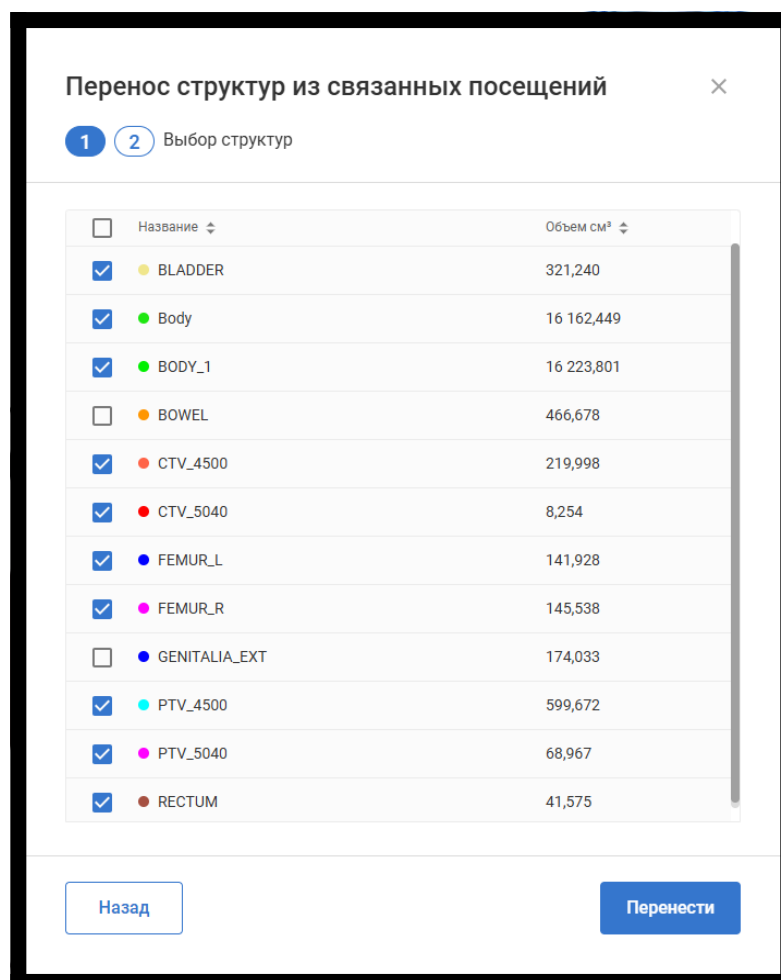 Перенос структур из связанных посещений
1 2 Выбор структур
Название Объем см³
BLADDER 321,240
Body 16 162,449
BODY_1 16 223,801
BOWEL 466,678
CTV_4500 219,998
CTV_5040 8,254
FEMUR_L 141,928
FEMUR_R 145,538
GENITALIA_EXT 174,033
PTV_4500 599,672
PTV_5040 68,967
RECTUM 41,575
Назад Перенести